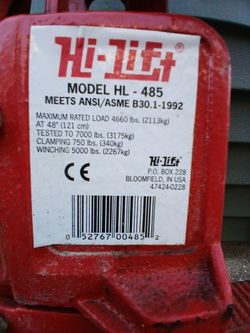 Hi-Lift®
MODEL HL - 485
MEETS ANSI/ASME B30.1-1992
MAXIMUM RATED LOAD 4660 lbs. (2113kg)
AT 48" (121 cm)
TESTED TO 7000 lbs. (3175kg)
CLAMPING 750 lbs. (340kg)
WINCHING 5000 lbs. (2267kg)
CE
Hi-Lift®
P.O. BOX 228
BLOOMFIELD, IN USA
47424-0228
0 52767 00485 2